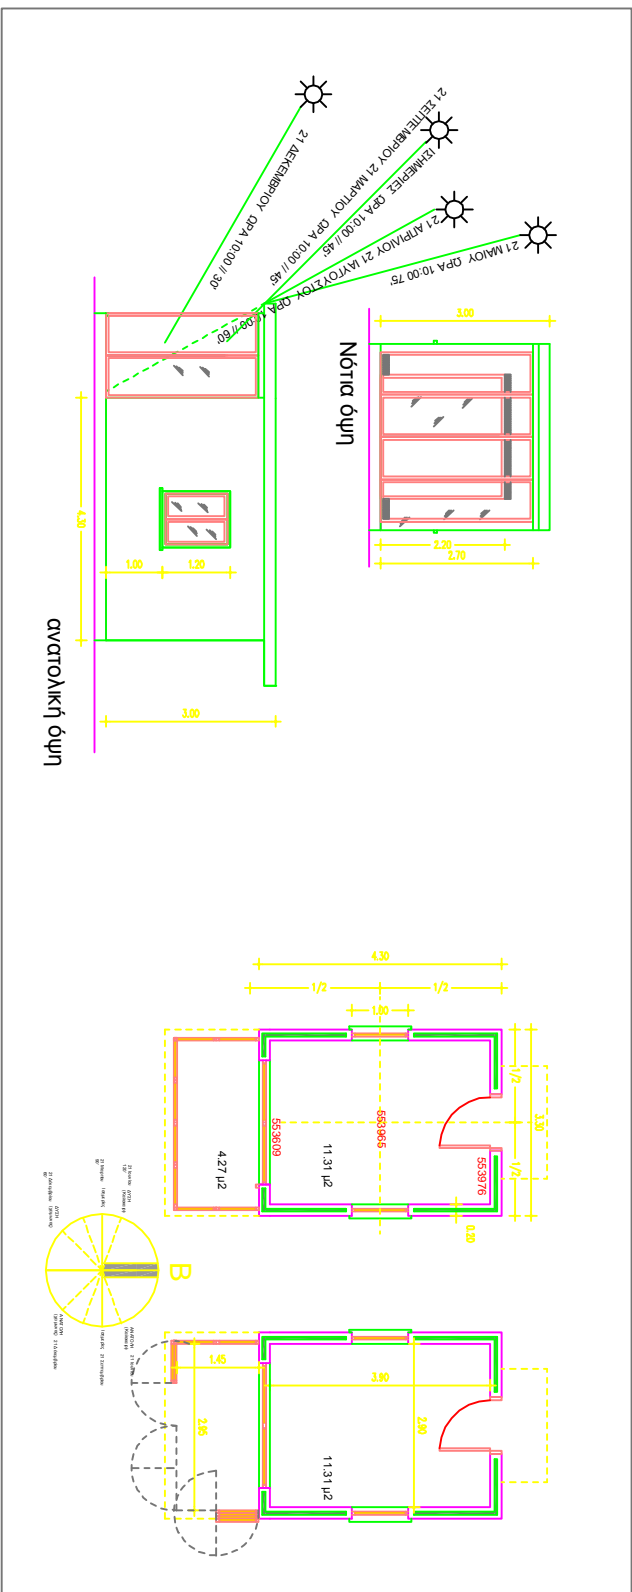 21 ΔΕΚΕΜΒΡΙΟΥ ΩΡΑ 10:00 // 30'
21 ΣΕΠΤΕΜΒΡΙΟΥ 21 ΜΑΡΤΙΟΥ ΩΡΑ 10:00 // 45'
ΙΣΗΜΕΡΙΕΣ ΩΡΑ 10:00 // 45'
21 ΑΠΡΙΛΙΟΥ 21 ΙΑΥΓΟΥΣΤΟΥ ΩΡΑ 10:00 // 60'
21 ΜΑΙΟΥ ΩΡΑ 10:00 75'
3.00
Νότια όψη
2.20
2.70
4.30
1.00
1.20
ανατολική όψη
3.00
4.30
1/2
1/2
1.00
1/2
3.30
1/2
553609
553965
553976
11.31 μ2
4.27 μ2
0.20
Β
1.45
2.95
3.90
2.90
11.31 μ2